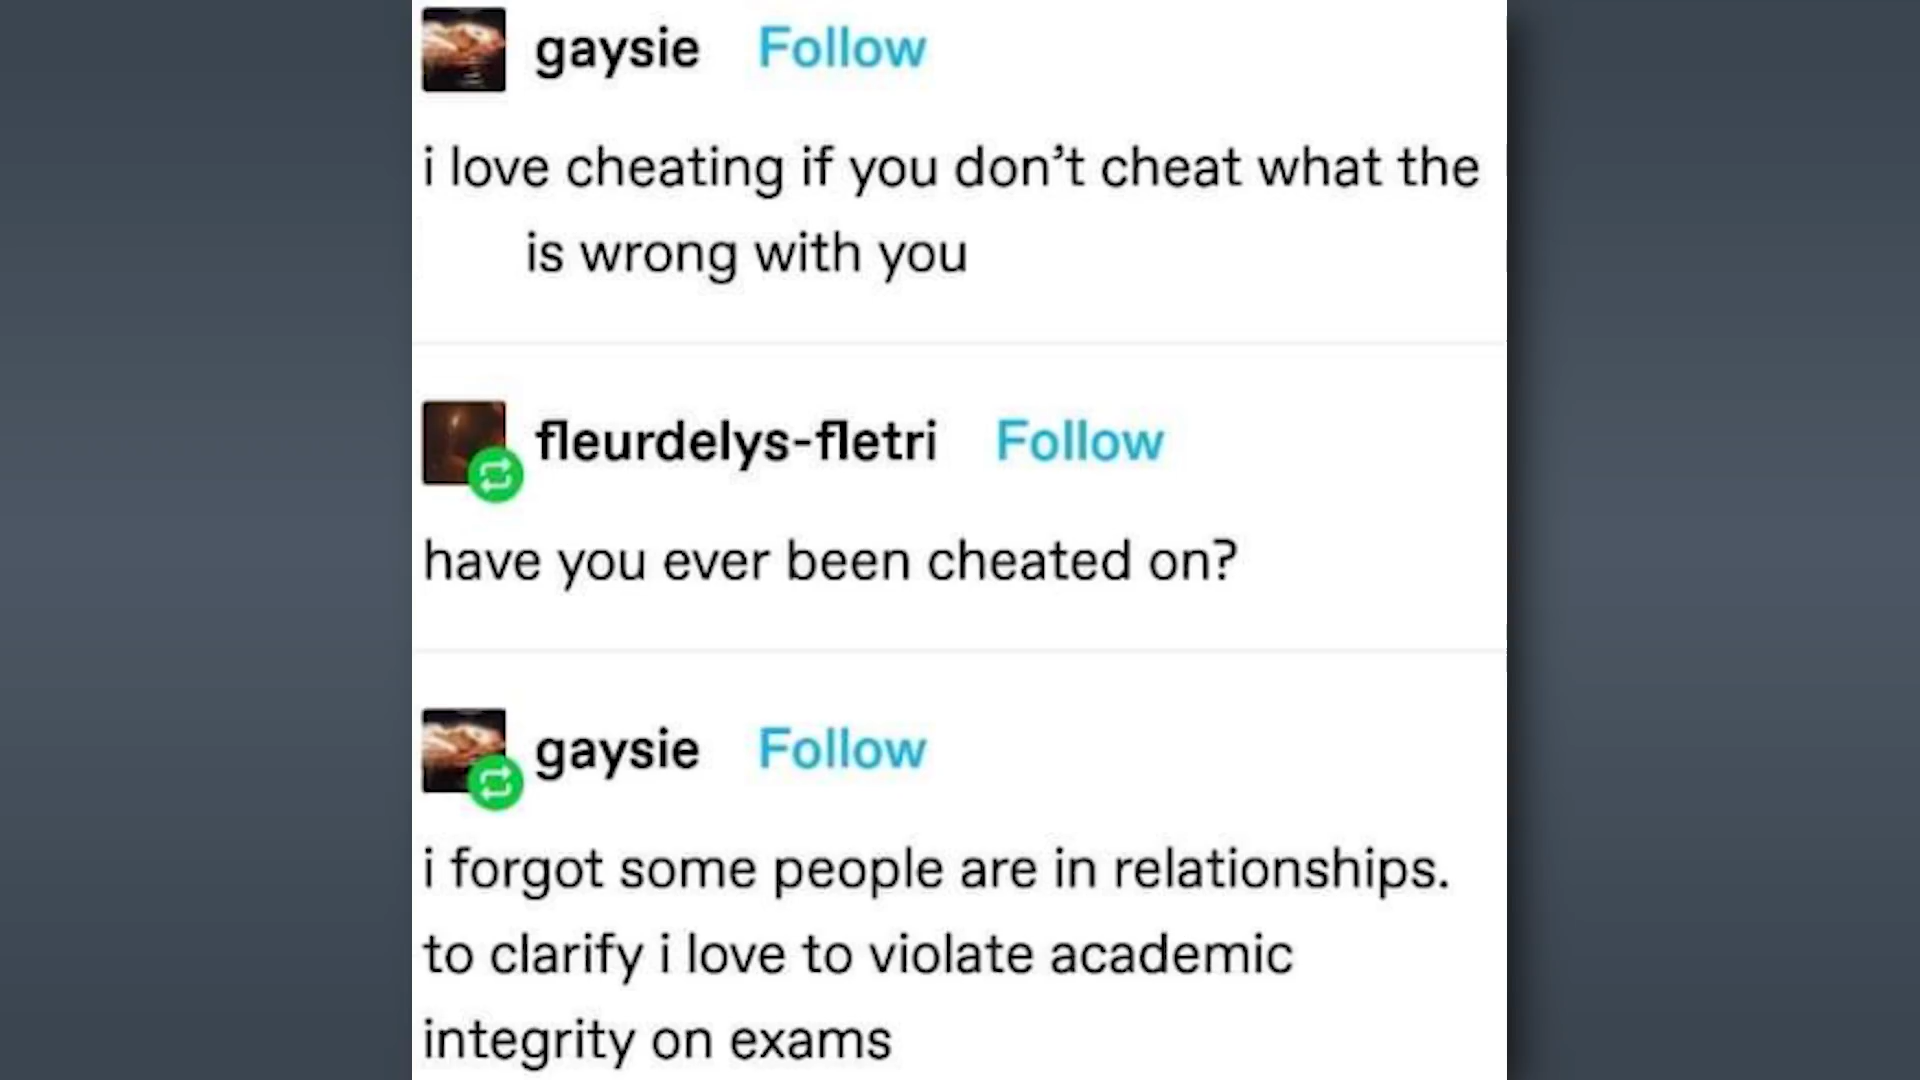 gaysie Follow
i love cheating if you don't cheat what the
is wrong with you
fleurdelys-fletri Follow
have you ever been cheated on?
gaysie Follow
i forgot some people are in relationships.
to clarify i love to violate academic
integrity on exams